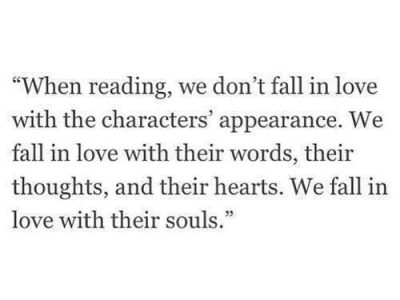 “When reading, we don’t fall in love
with the characters’ appearance. We
fall in love with their words, their
thoughts, and their hearts. We fall in
love with their souls.”